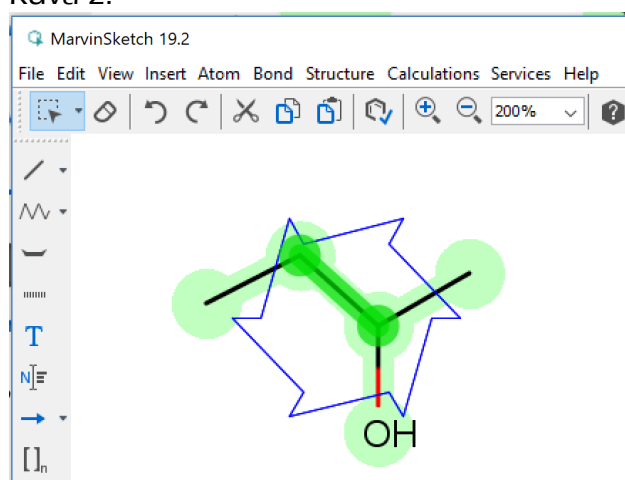 MarvinSketch 19.2
File Edit View Insert Atom Bond Structure Calculations Services Help
200%
?
T
N
[ ]n
OH